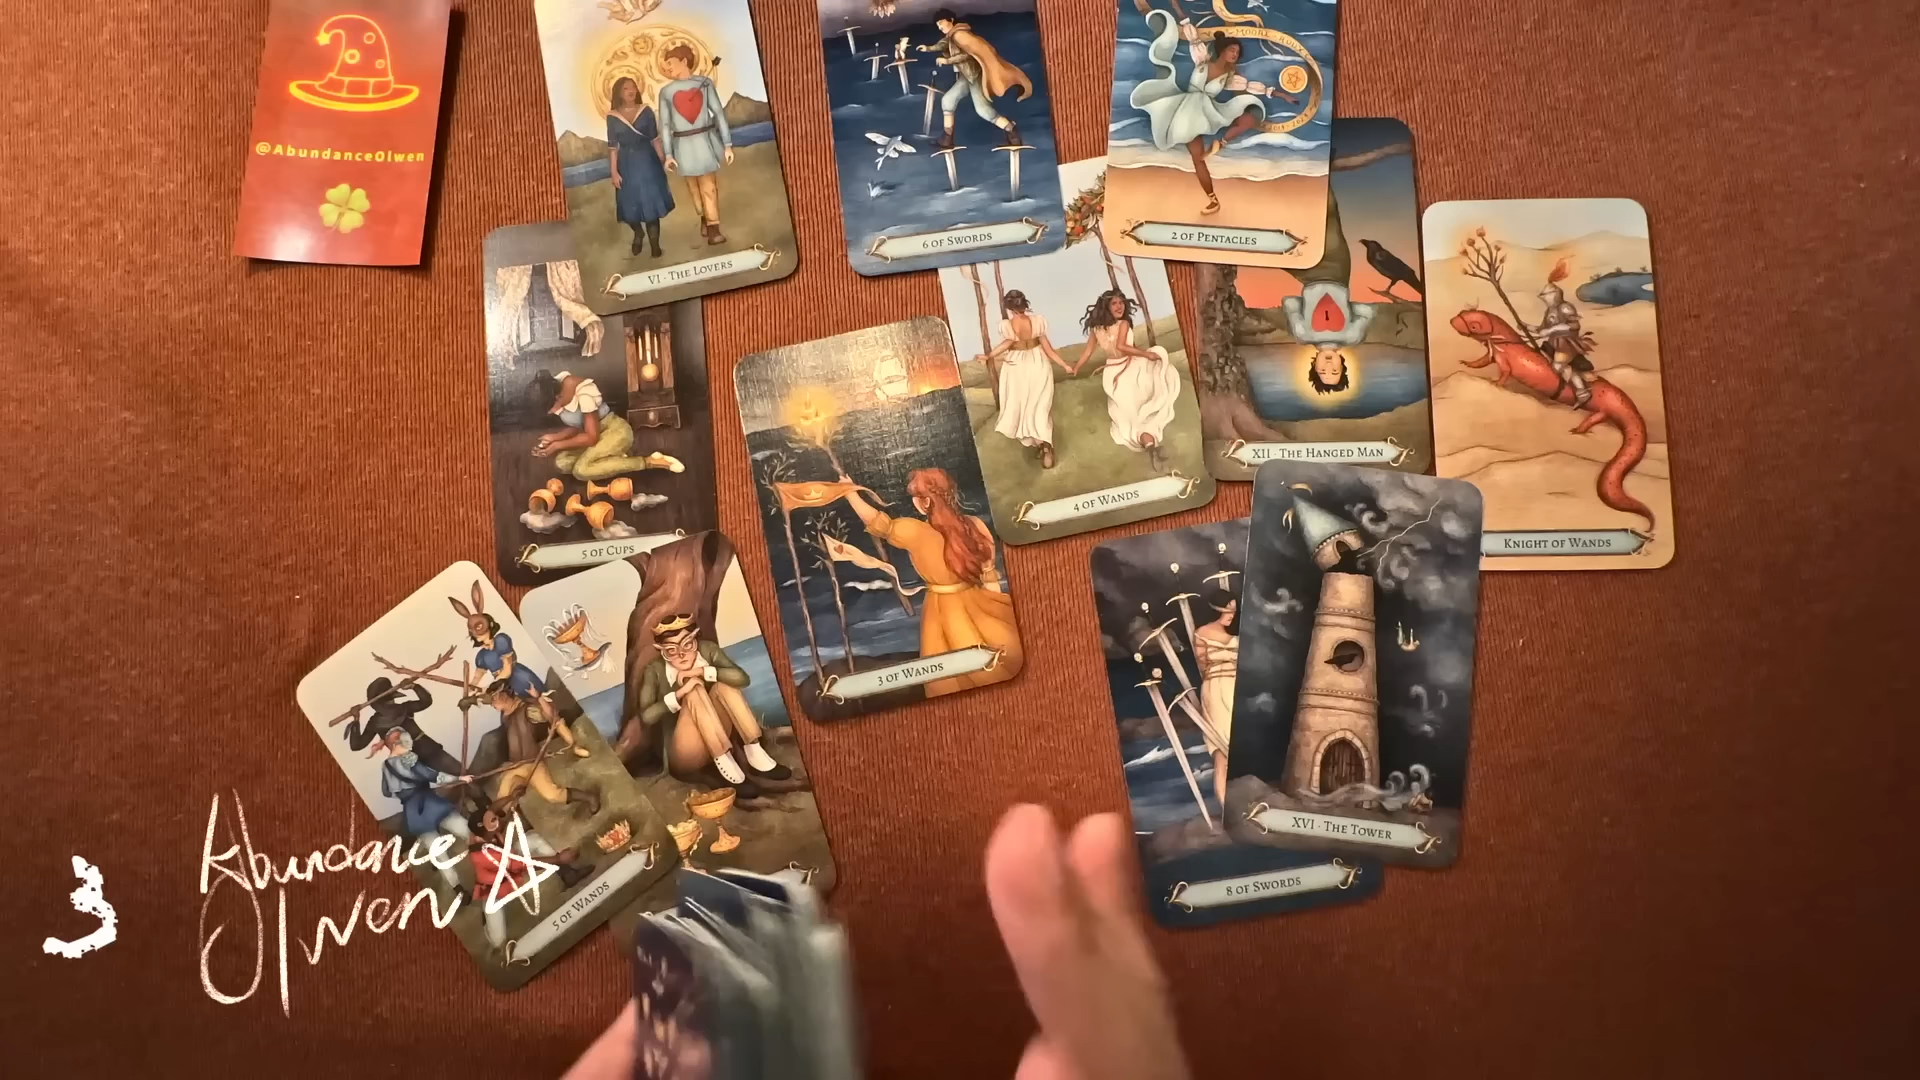 @AbundanceOlwen
VI · The Lovers
6 of Swords
2 of Pentacles
5 of Cups
3 of Wands
4 of Wands
XII · The Hanged Man
Knight of Wands
5 of Wands
8 of Swords
XVI · The Tower
3
Abundance
Olwen